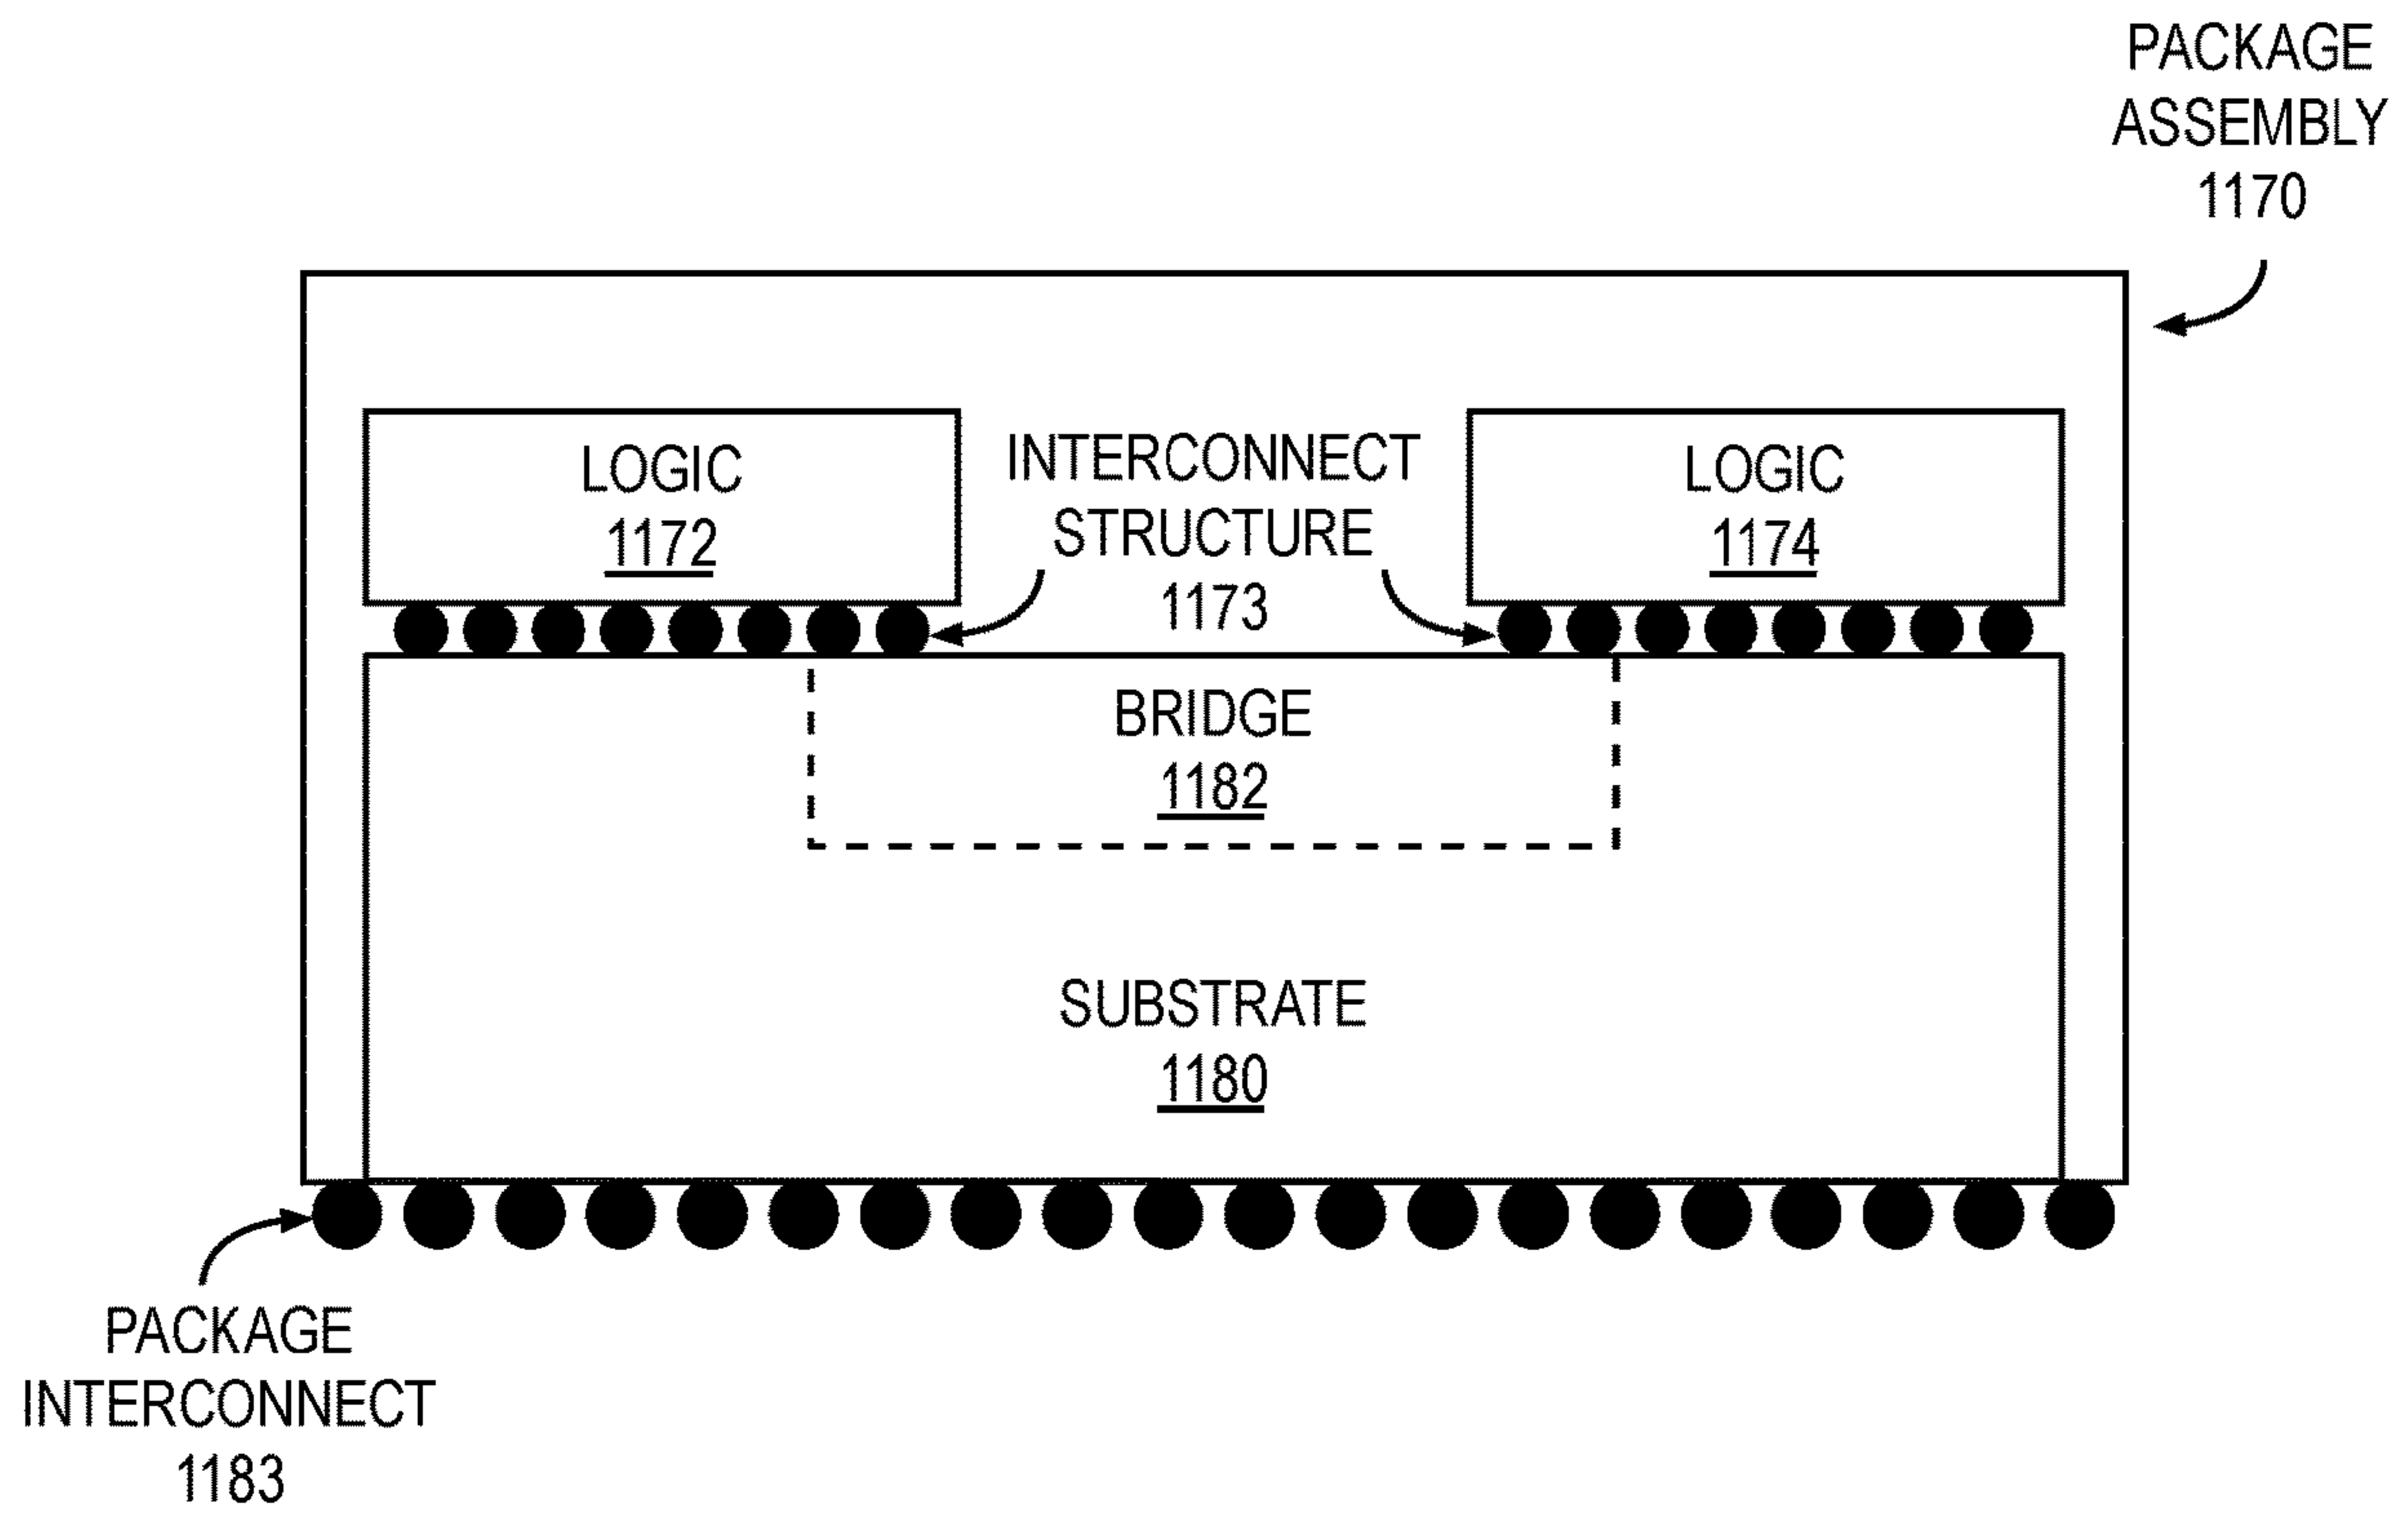 PACKAGE
ASSEMBLY
1170
LOGIC
1172
INTERCONNECT
STRUCTURE
1173
LOGIC
1174
BRIDGE
1182
SUBSTRATE
1180
PACKAGE
INTERCONNECT
1183